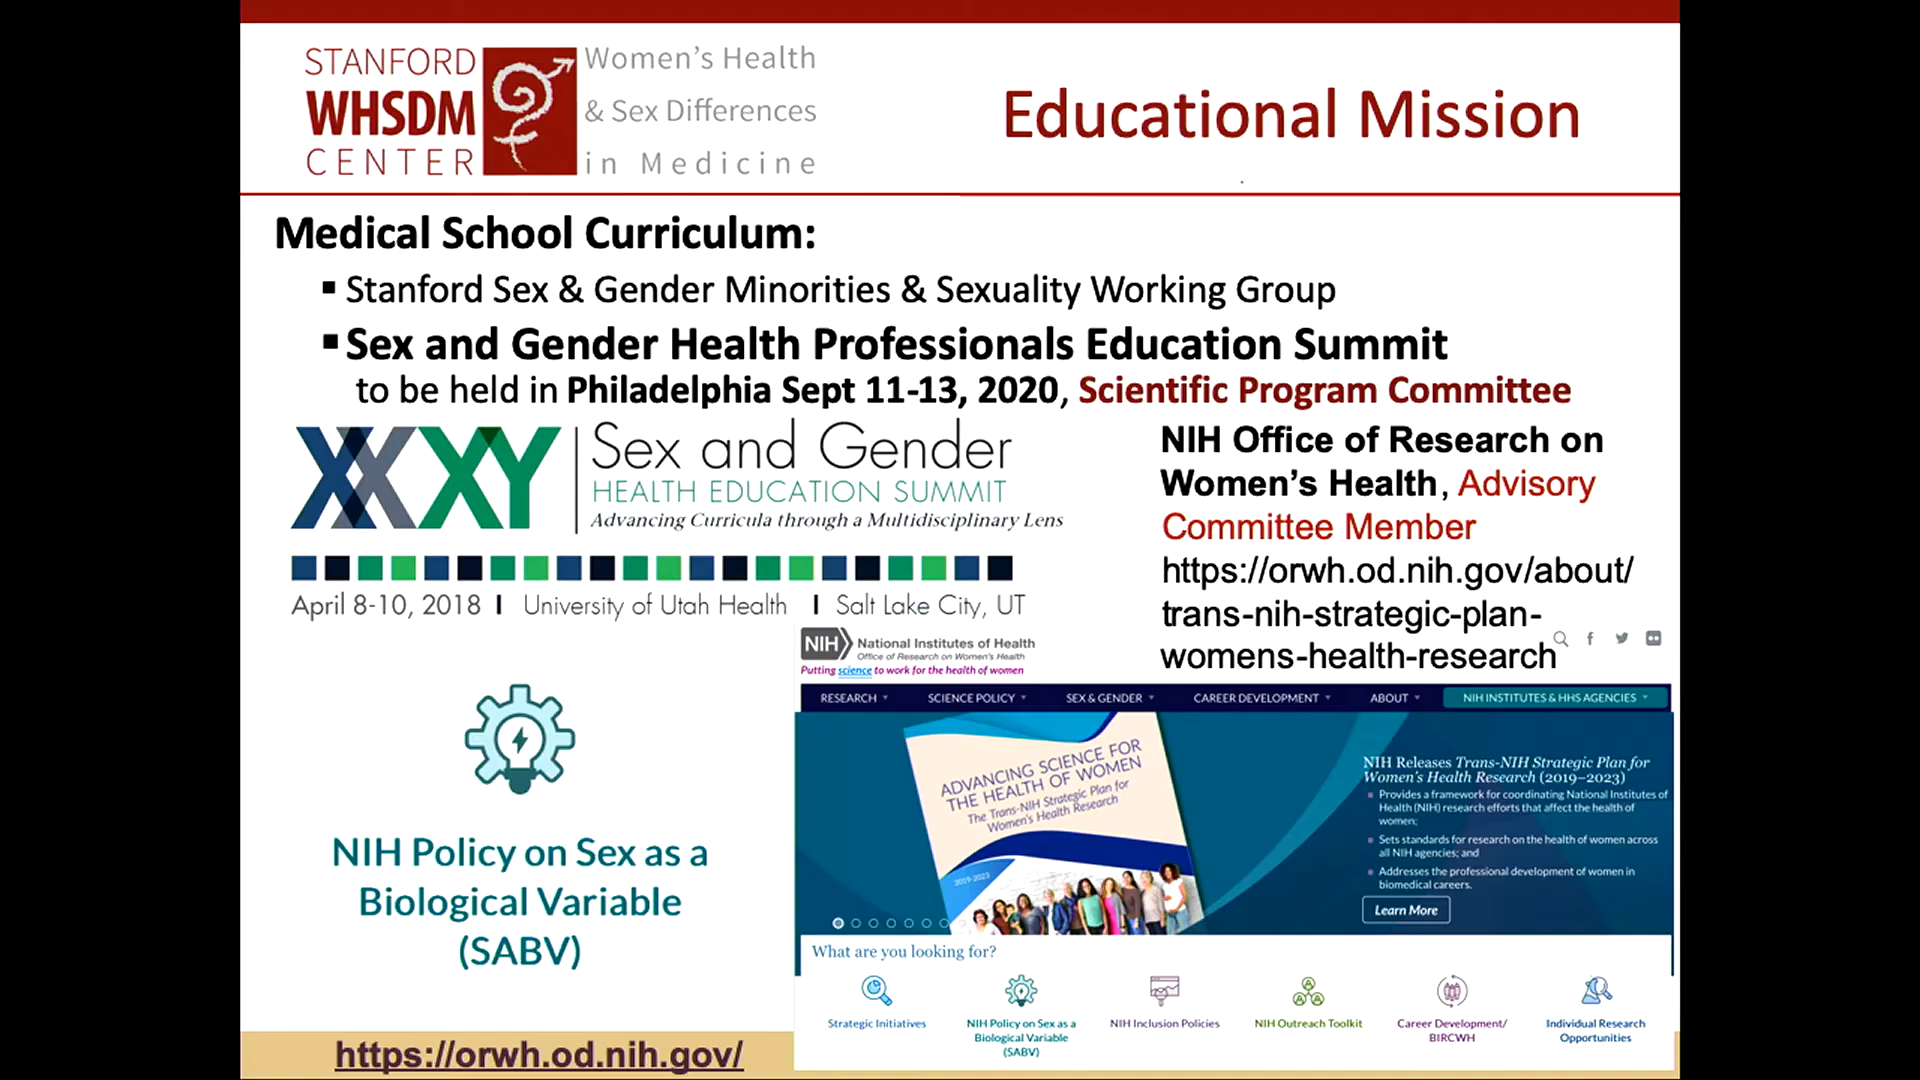 STANFORD
WHSDM
CENTER
Women's Health
& Sex Differences
in Medicine
Educational Mission
Medical School Curriculum:
▪ Stanford Sex & Gender Minorities & Sexuality Working Group
▪ Sex and Gender Health Professionals Education Summit
to be held in Philadelphia Sept 11-13, 2020, Scientific Program Committee
XX XY
Sex and Gender
HEALTH EDUCATION SUMMIT
Advancing Curricula through a Multidisciplinary Lens
April 8-10, 2018 | University of Utah Health | Salt Lake City, UT
NIH Office of Research on
Women's Health, Advisory
Committee Member
https://orwh.od.nih.gov/about/
trans-nih-strategic-plan-
womens-health-research
NIH Policy on Sex as a
Biological Variable
(SABV)
NIH National Institutes of Health
Office of Research on Women's Health
Putting science to work for the health of women
RESEARCH SCIENCE POLICY SEX & GENDER CAREER DEVELOPMENT ABOUT NIH INSTITUTES & HHS AGENCIES
ADVANCING SCIENCE FOR
THE HEALTH OF WOMEN
The Trans-NIH Strategic Plan for
Women's Health Research
2019-2023
NIH Releases Trans-NIH Strategic Plan for
Women's Health Research (2019–2023)
Provides a framework for coordinating National Institutes of
Health (NIH) research efforts that affect the health of
women;
Sets standards for research on the health of women across
all NIH agencies; and
Addresses the professional development of women in
biomedical careers.
Learn More
What are you looking for?
Strategic Initiatives
NIH Policy on Sex as a
Biological Variable
(SABV)
NIH Inclusion Policies
NIH Outreach Toolkit
Career Development/
BIRCWH
Individual Research
Opportunities
https://orwh.od.nih.gov/